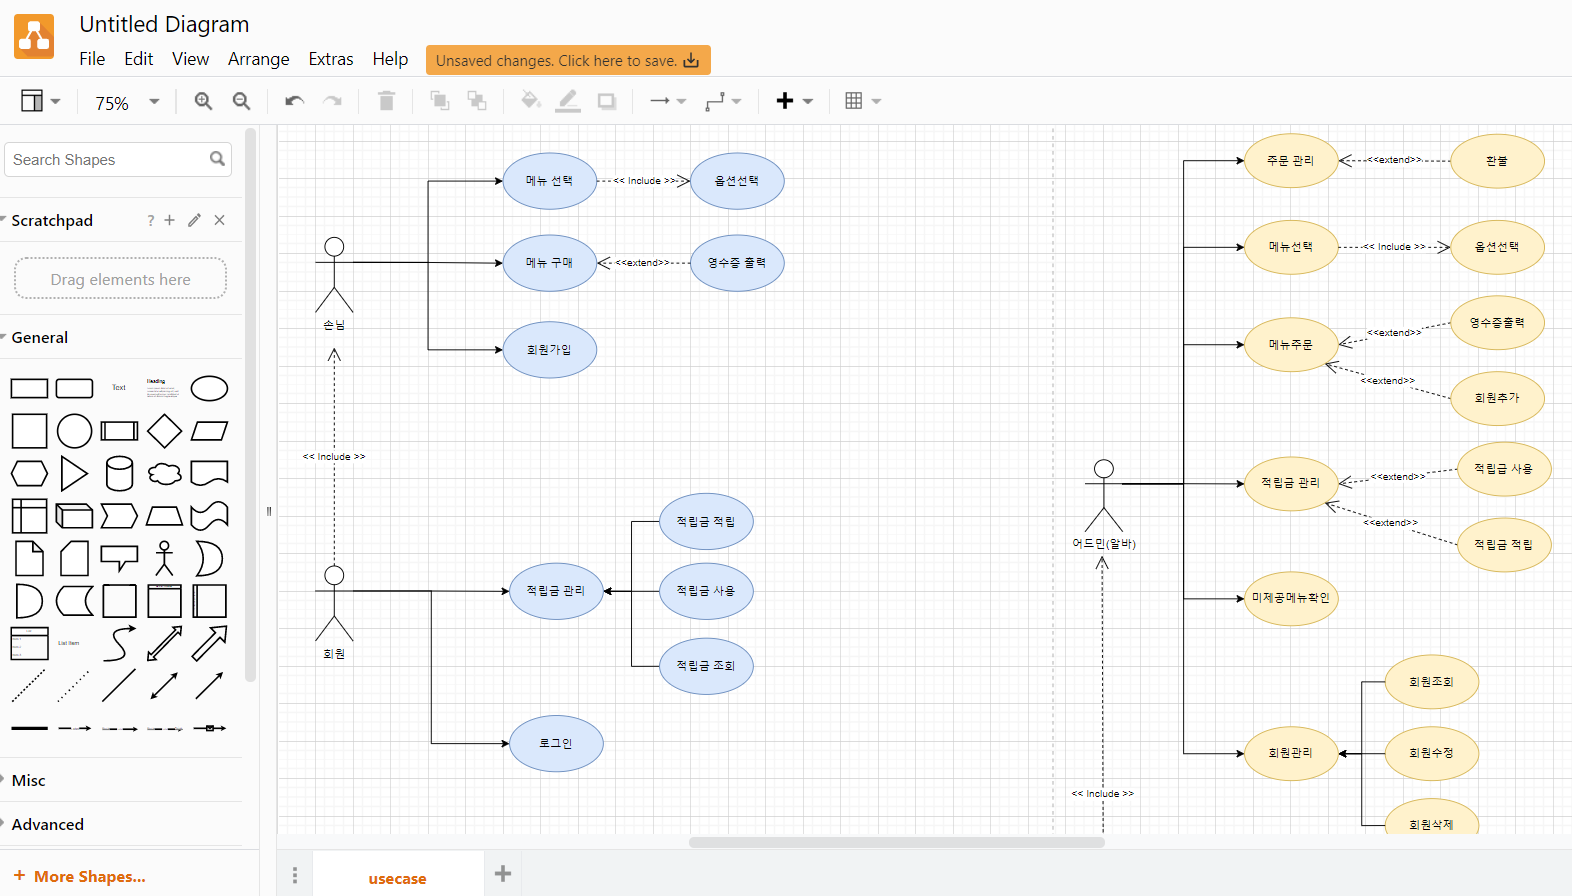 Untitled Diagram
File Edit View Arrange Extras Help Unsaved changes. Click here to save.
75%
Search Shapes
Scratchpad ?
Drag elements here
General
Text
Heading
List Item
Misc
Advanced
+ More Shapes...
usecase
메뉴 선택
<< Include >>
옵션선택
메뉴 구매
<<extend>>
영수증 출력
회원가입
손님
<< Include >>
회원
적립금 적립
적립금 관리
적립금 사용
적립금 조회
로그인
주문 관리
<<extend>>
환불
메뉴선택
<< Include >>
옵션선택
영수증출력
<<extend>>
메뉴주문
<<extend>>
회원추가
적립금 관리
<<extend>>
적립급 사용
<<extend>>
적립금 적립
어드민(알바)
미제공메뉴확인
회원조회
회원관리
회원수정
회원삭제
<< Include >>